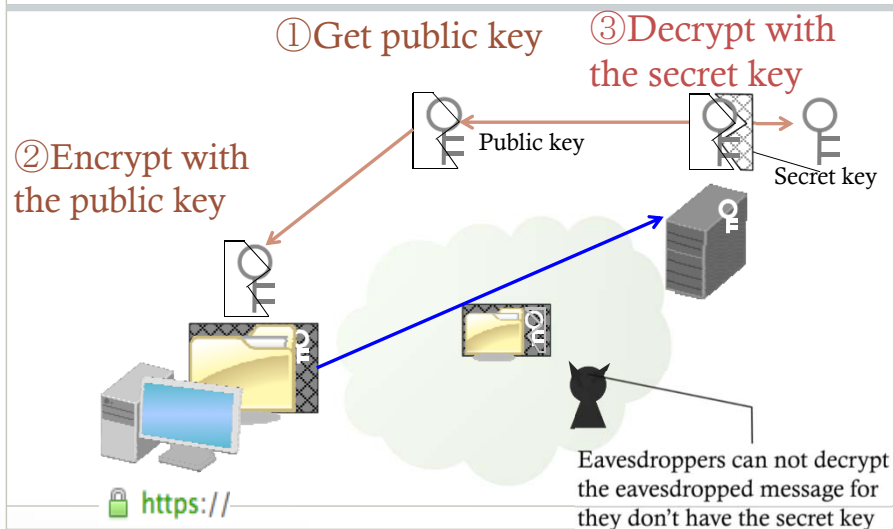 ①Get public key
③Decrypt with
the secret key
Public key
Secret key
②Encrypt with
the public key
https://
Eavesdroppers can not decrypt
the eavesdropped message for
they don't have the secret key